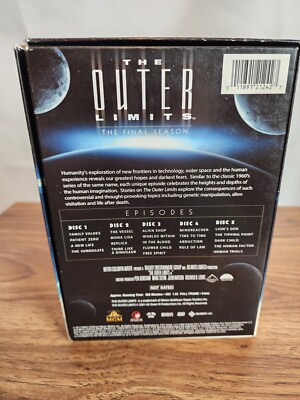 THE
OUTER
LIMITS.
THE FINAL SEASON
Humanity's exploration of new frontiers in technology, outer space and the human
experience reveals our greatest hopes and darkest fears. Similar to the classic 1960's
series of the same name, each unique episode celebrates the heights and depths of
the human imagination. Stories on The Outer Limits explore the consequences of such
controversial and thought-provoking topics including genetic manipulation, alien
visitation and life after death.
EPISODES
DISC 1
FAMILY VALUES
PATIENT ZERO
A NEW LIFE
THE SURROGATE
DISC 2
THE VESSEL
MONA LISA
REPLICA
THINK LIKE
A DINOSAUR
DISC 3
ALIEN SHOP
WORLDS WITHIN
IN THE BLOOD
FLOWER CHILD
FREE SPIRIT
DISC 4
MINDREACHER
TIME TO TIME
ABDUCTION
RULE OF LAW
DISC 5
LION'S DEN
THE TIPPING POINT
DARK CHILD
THE HUMAN FACTOR
HUMAN TRIALS
NOT RATED
MGM